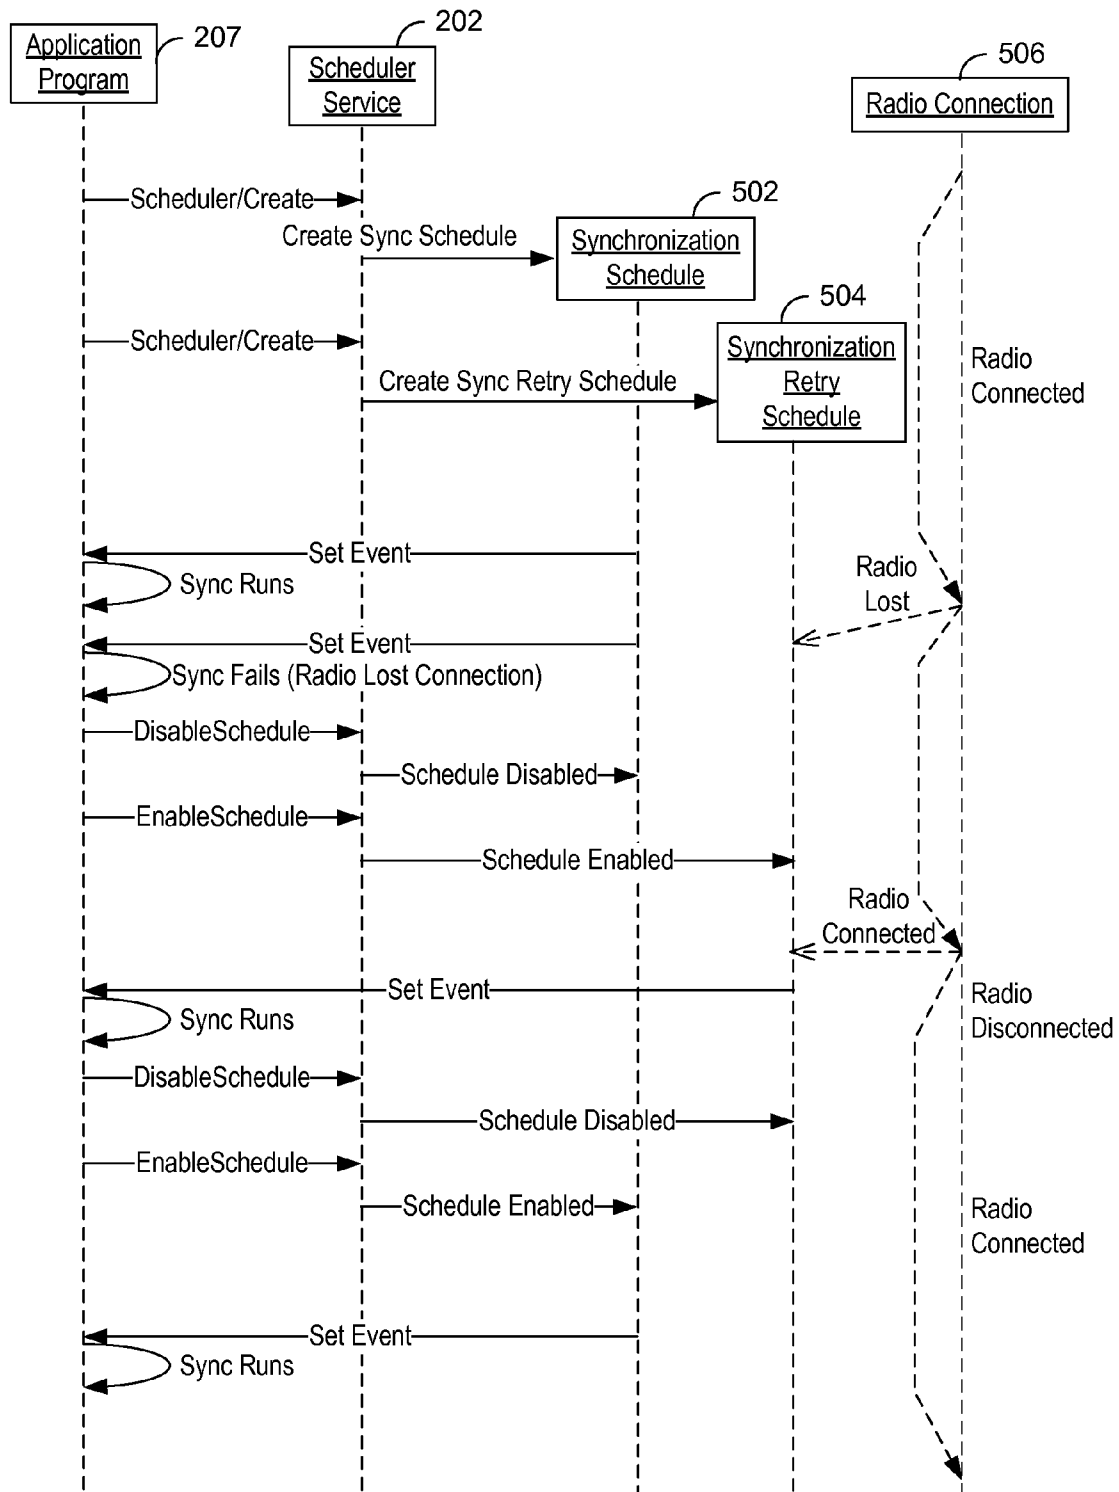 Application
Program
207
Scheduler
Service
202
Radio Connection
506
Scheduler/Create
Create Sync Schedule
Synchronization
Schedule
502
Scheduler/Create
Create Sync Retry Schedule
Synchronization
Retry
Schedule
504
Radio
Connected
Set Event
Sync Runs
Radio
Lost
Set Event
Sync Fails (Radio Lost Connection)
DisableSchedule
Schedule Disabled
EnableSchedule
Schedule Enabled
Radio
Connected
Set Event
Sync Runs
Radio
Disconnected
DisableSchedule
Schedule Disabled
EnableSchedule
Schedule Enabled
Radio
Connected
Set Event
Sync Runs